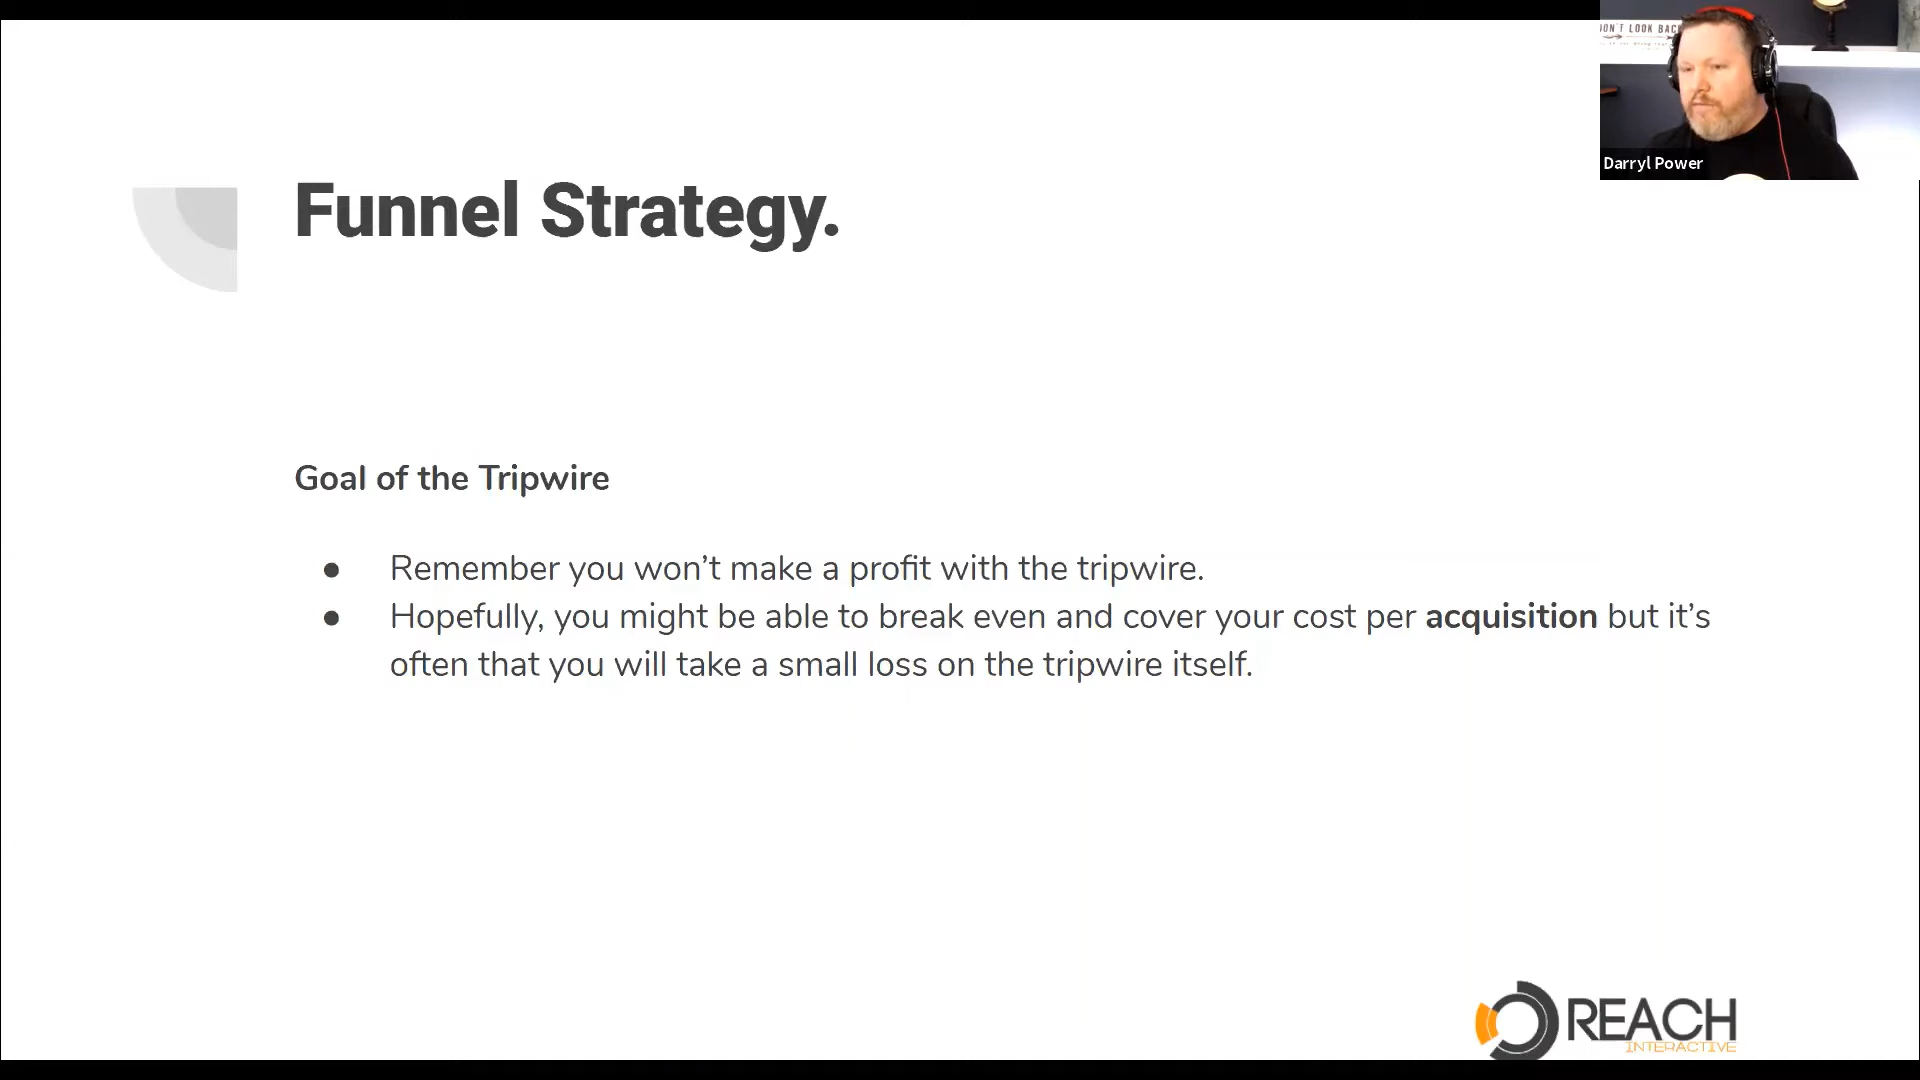 DON'T LOOK BACK
Darryl Power
Funnel Strategy.
Goal of the Tripwire
● Remember you won’t make a profit with the tripwire.
● Hopefully, you might be able to break even and cover your cost per acquisition but it’s
often that you will take a small loss on the tripwire itself.
REACH
INTERACTIVE